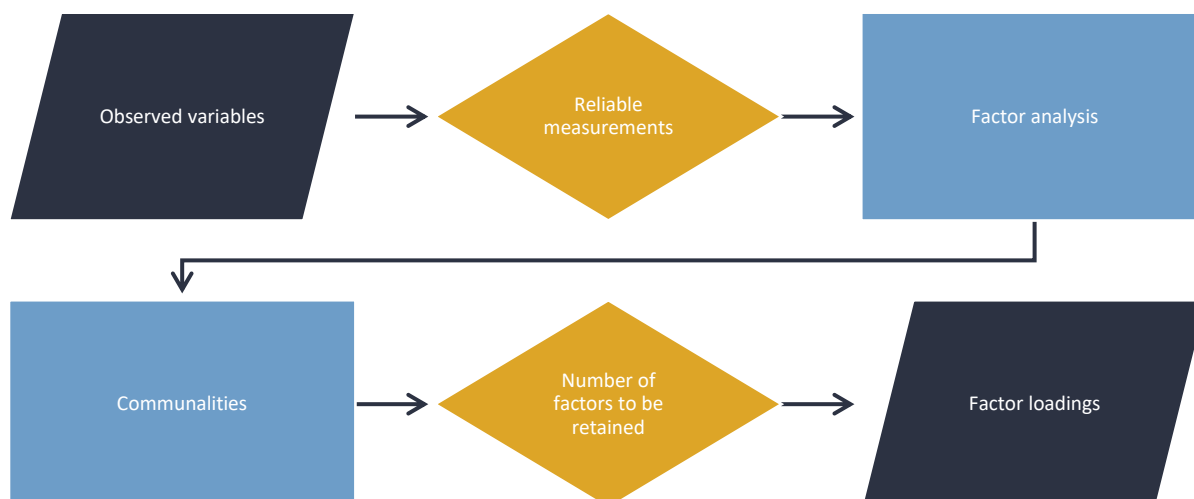 Observed variables
Reliable
measurements
Factor analysis
Communalities
Number of
factors to be
retained
Factor loadings